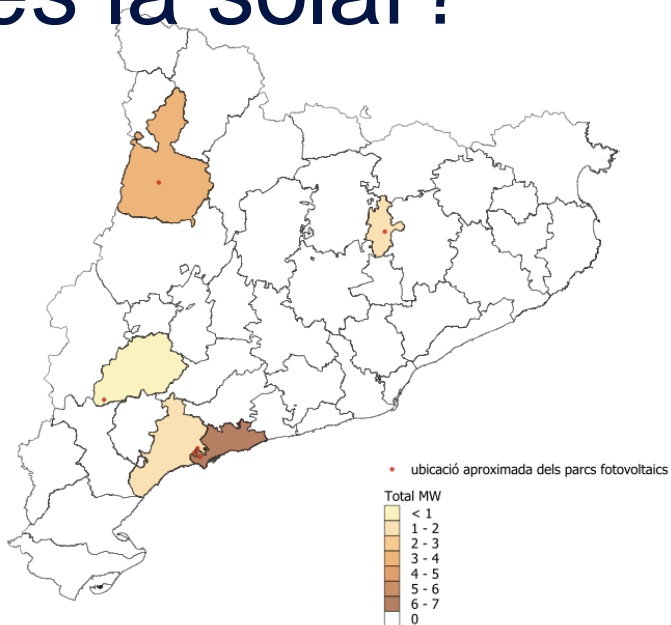 es la solar?
ubicació aproximada dels parcs fotovoltaics
Total MW
< 1
1 - 2
2 - 3
3 - 4
4 - 5
5 - 6
6 - 7
0